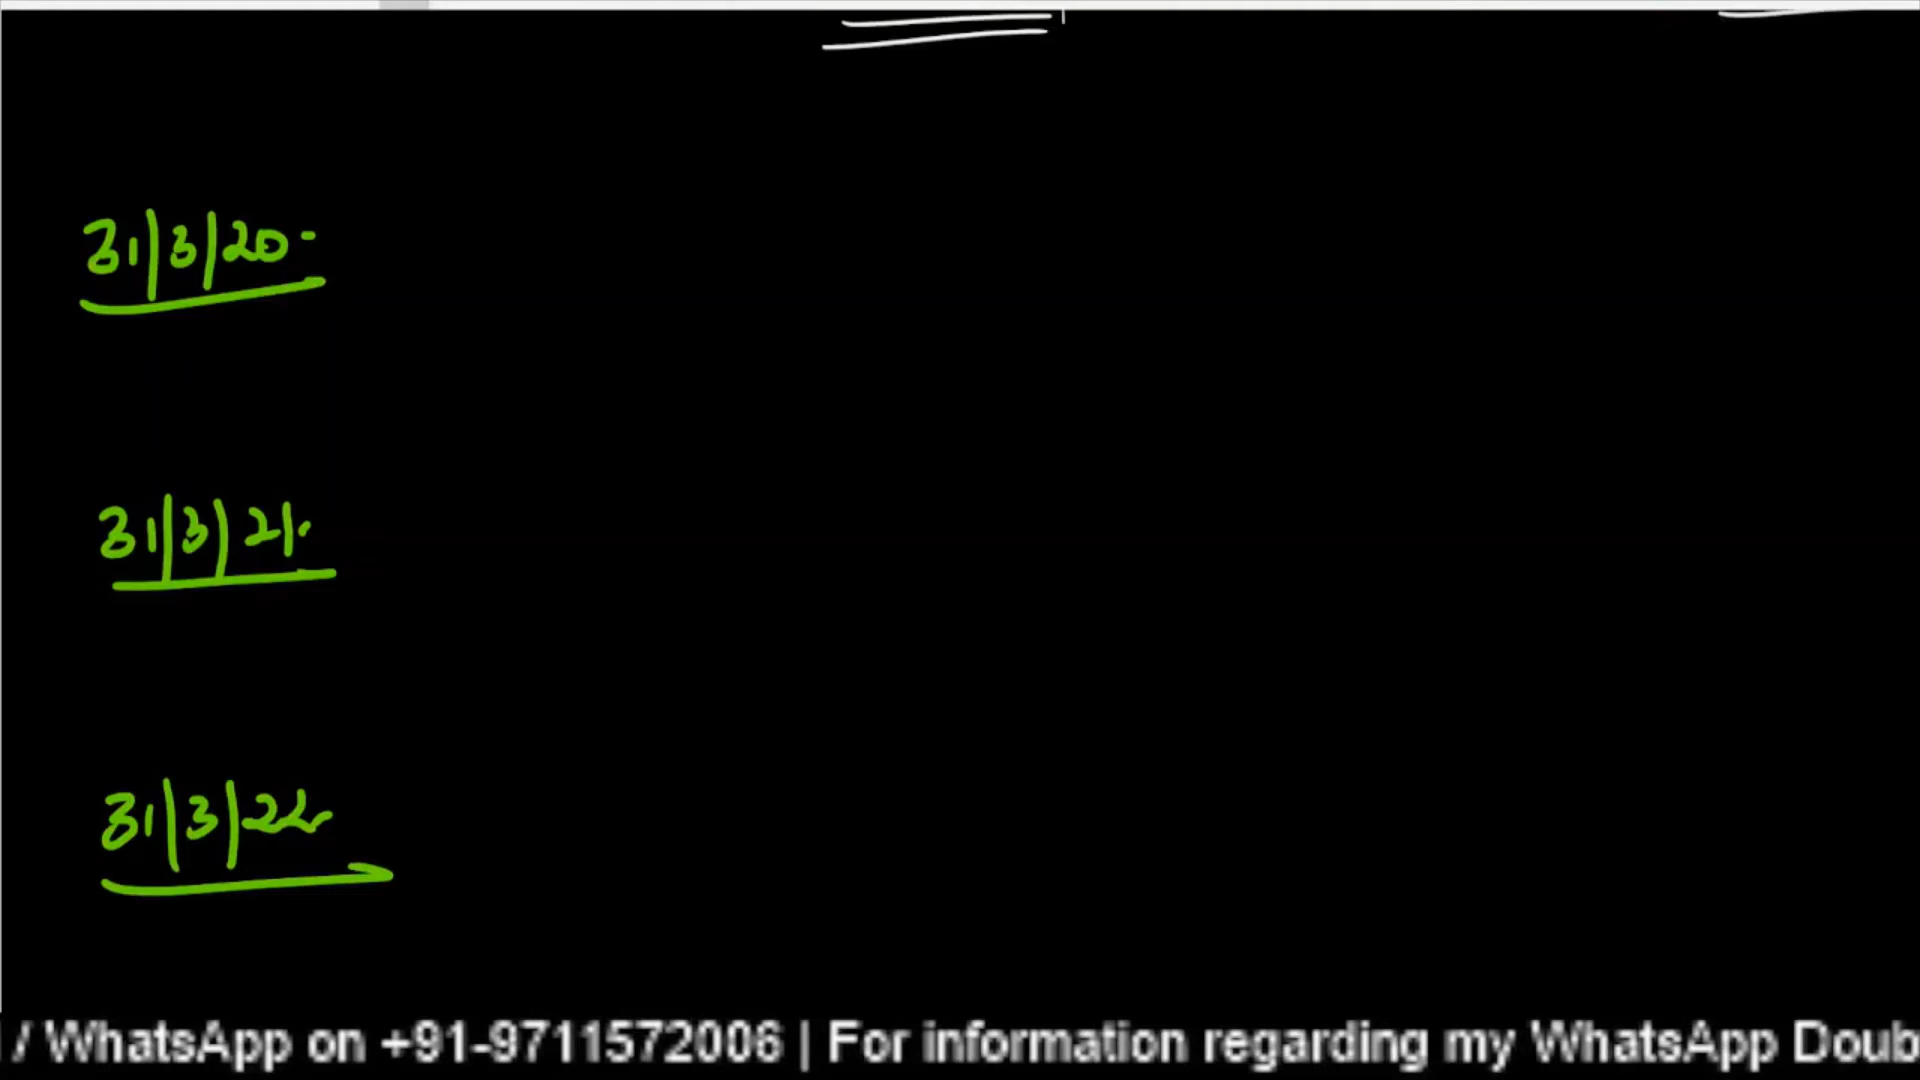 31/3/20
31/3/21
31/3/22
/ WhatsApp on +91-9711572006 | For information regarding my WhatsApp Doub